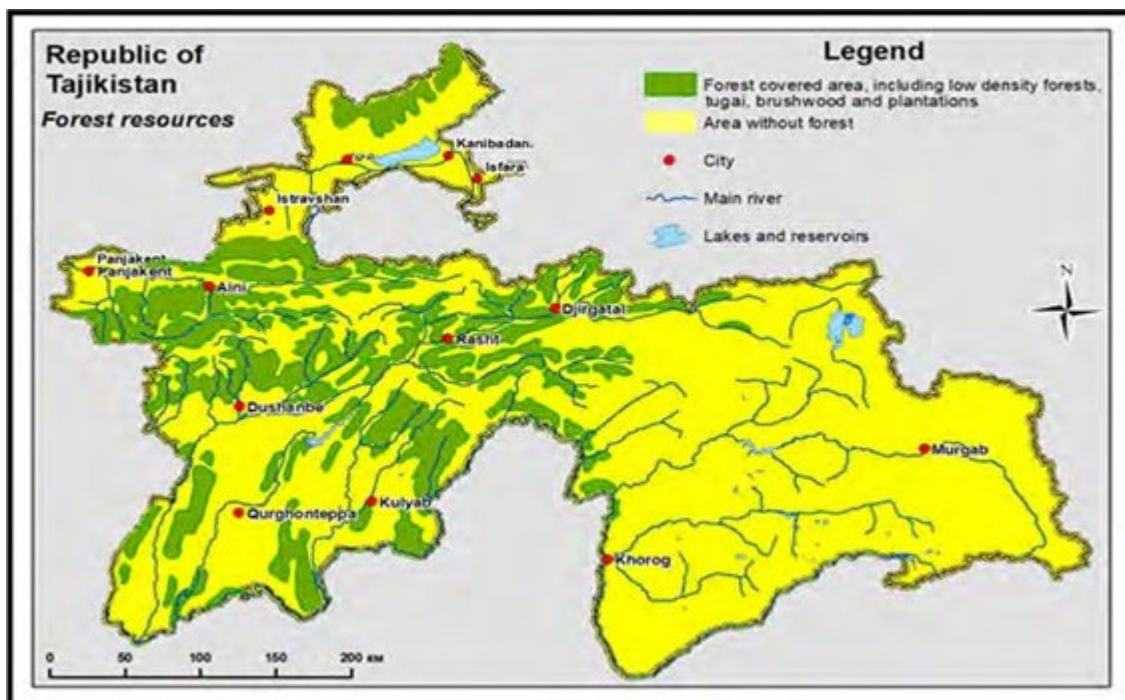 Republic of
Tajikistan
Forest resources
Legend
Forest covered area, including low density forests,
tugai, brushwood and plantations
Area without forest
City
Main river
Lakes and reservoirs
N
Kanibadan
Isfara
Istravshan
Panjakent
Panjakent
Aini
Djirgatal
Rasht
Dushanbe
Murgab
Kulyab
Qurghonteppa
Khorog
0 50 100 150 200 КМ